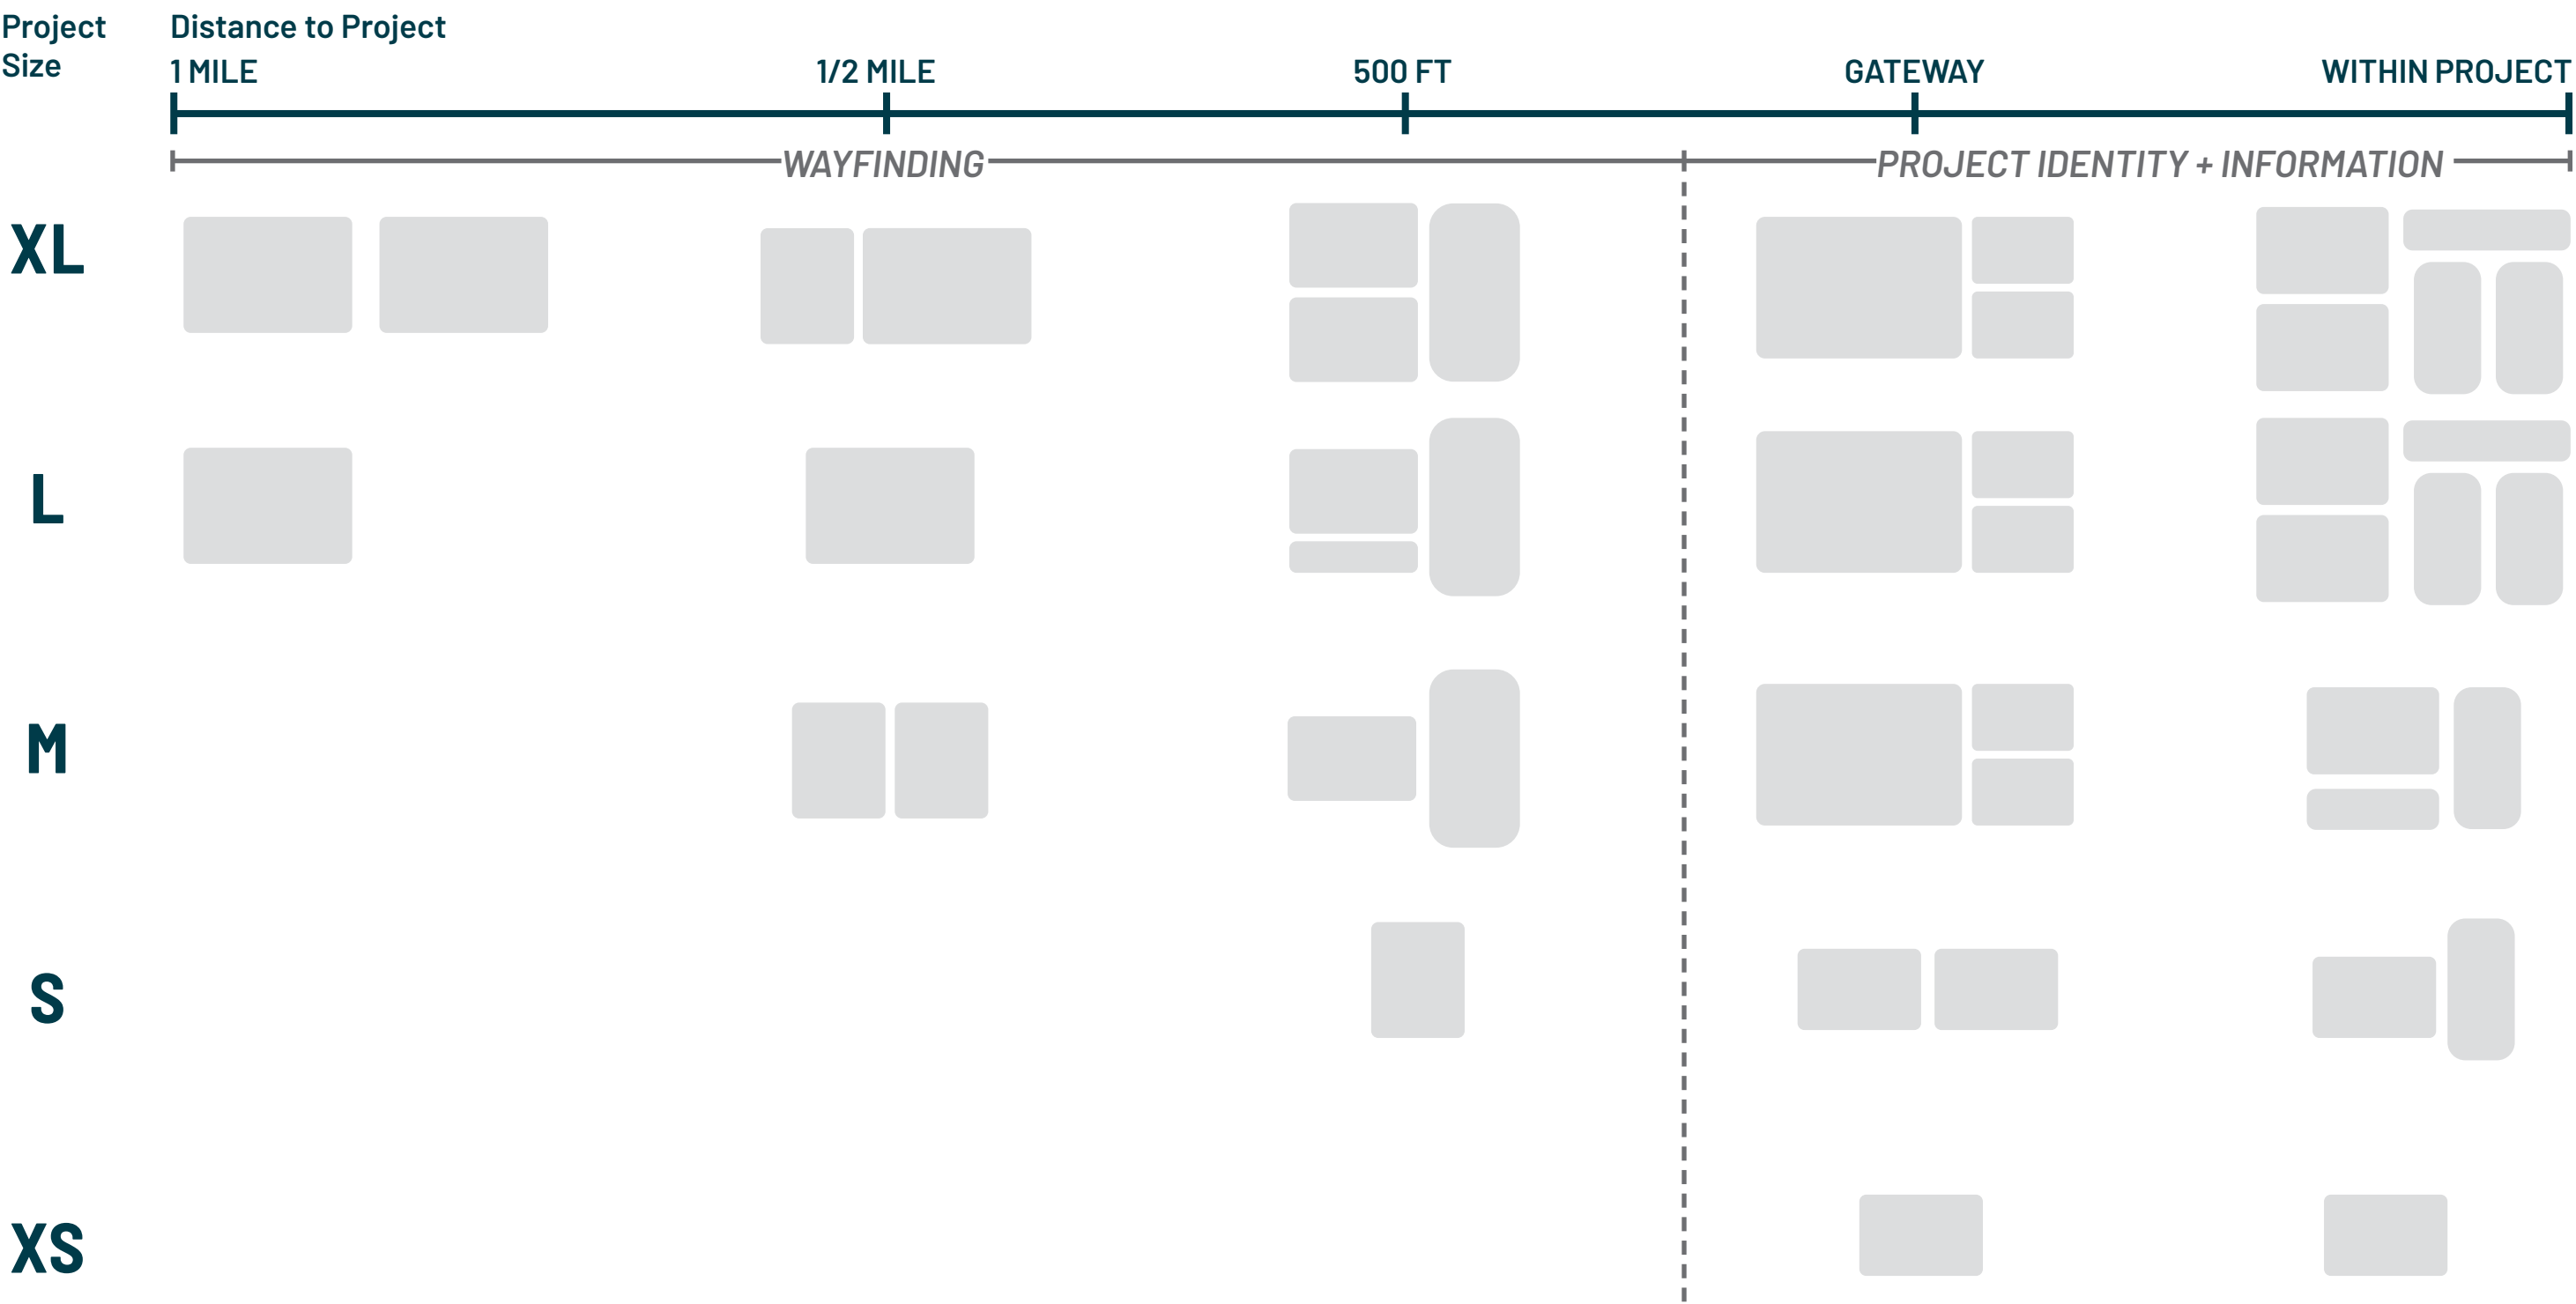 Project
Size
Distance to Project
1 MILE
1/2 MILE
500 FT
GATEWAY
WITHIN PROJECT
WAYFINDING
PROJECT IDENTITY + INFORMATION
XL
L
M
S
XS